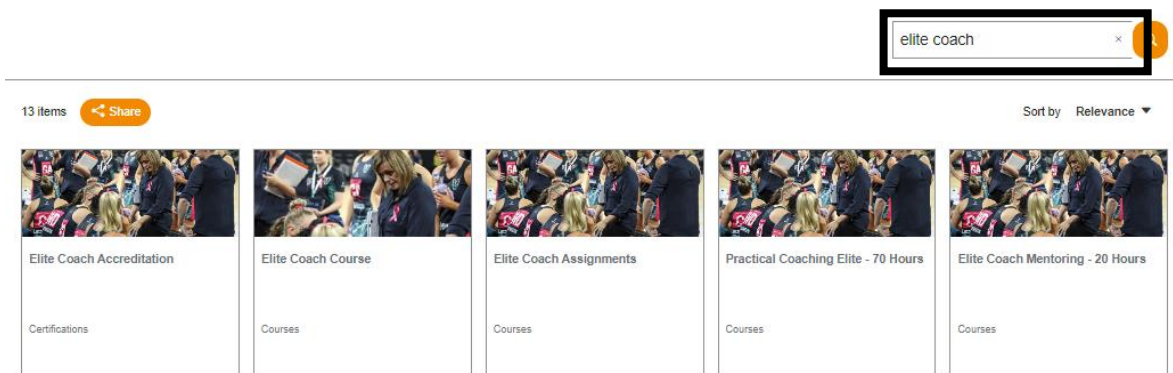 elite coach ×
13 items Share Sort by Relevance
Elite Coach Accreditation
Certifications
Elite Coach Course
Courses
Elite Coach Assignments
Courses
Practical Coaching Elite - 70 Hours
Courses
Elite Coach Mentoring - 20 Hours
Courses